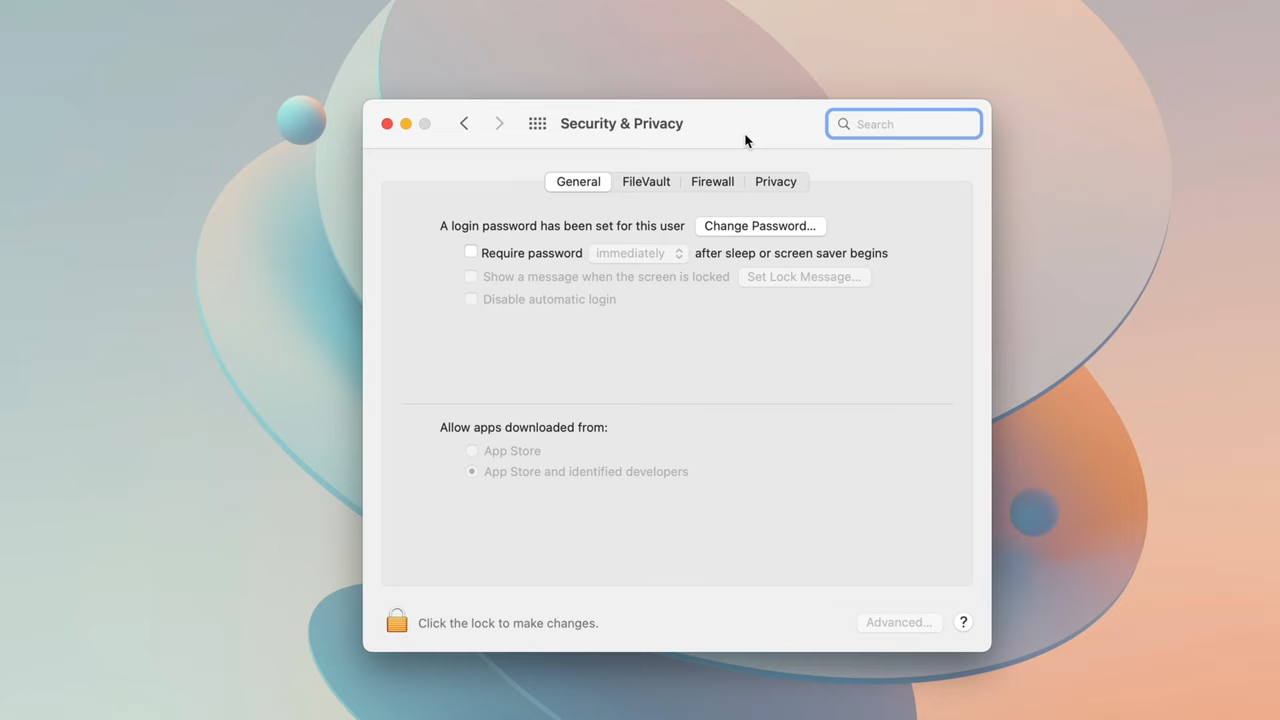 Security & Privacy
Search
General FileVault Firewall Privacy
A login password has been set for this user Change Password...
Require password immediately after sleep or screen saver begins
Show a message when the screen is locked Set Lock Message...
Disable automatic login
Allow apps downloaded from:
App Store
App Store and identified developers
Click the lock to make changes. Advanced... ?